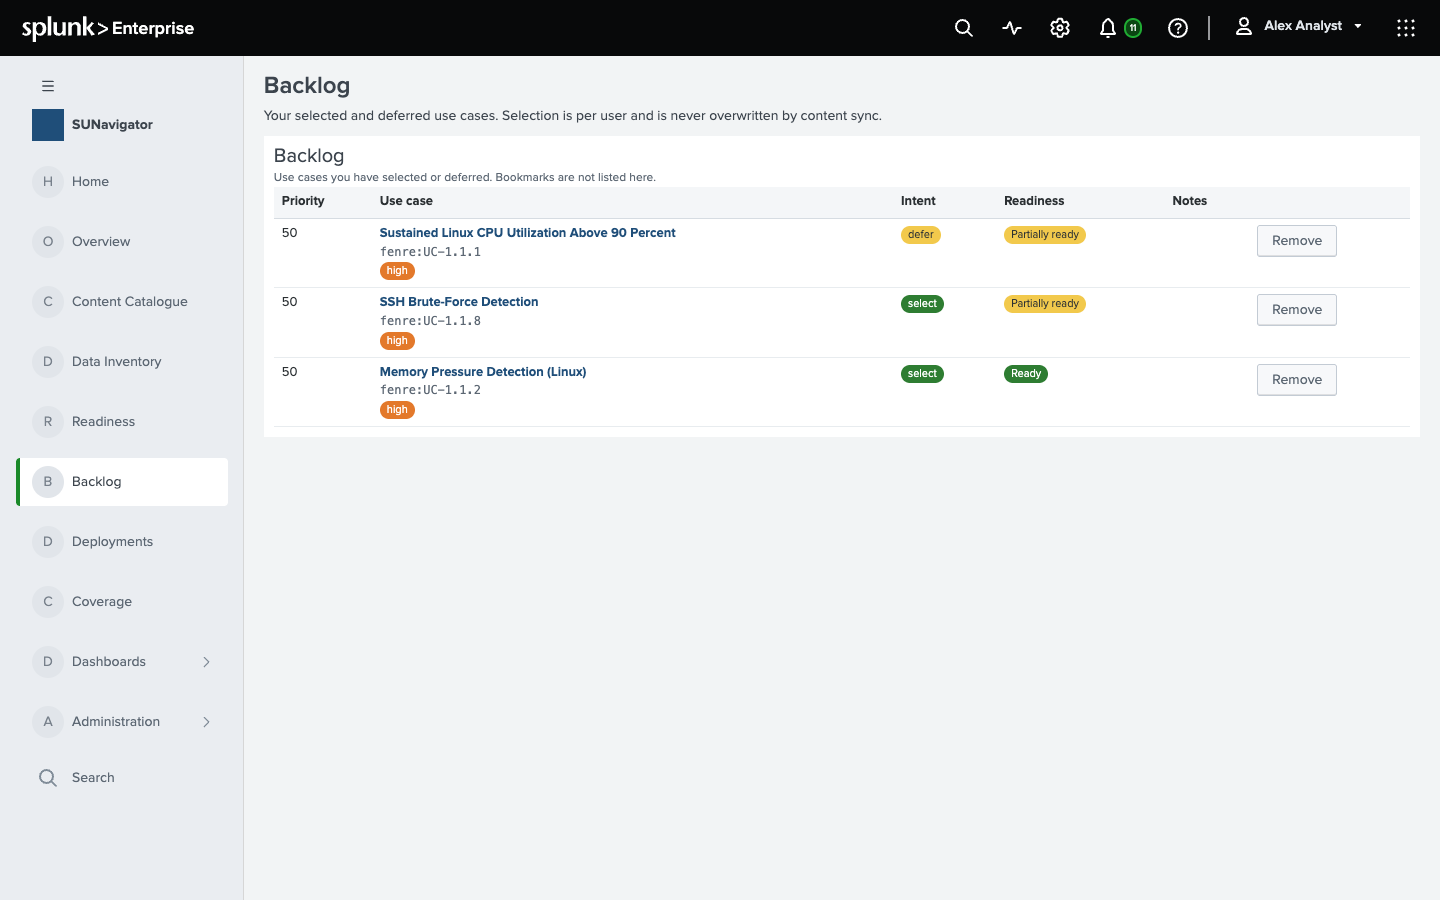 splunk> Enterprise
11
Alex Analyst
SUNavigator
H Home
O Overview
C Content Catalogue
D Data Inventory
R Readiness
B Backlog
D Deployments
C Coverage
D Dashboards
A Administration
Search
Backlog
Your selected and deferred use cases. Selection is per user and is never overwritten by content sync.
Backlog
Use cases you have selected or deferred. Bookmarks are not listed here.
Priority Use case Intent Readiness Notes
50 Sustained Linux CPU Utilization Above 90 Percent defer Partially ready Remove
fenre:UC-1.1.1
high
50 SSH Brute-Force Detection select Partially ready Remove
fenre:UC-1.1.8
high
50 Memory Pressure Detection (Linux) select Ready Remove
fenre:UC-1.1.2
high